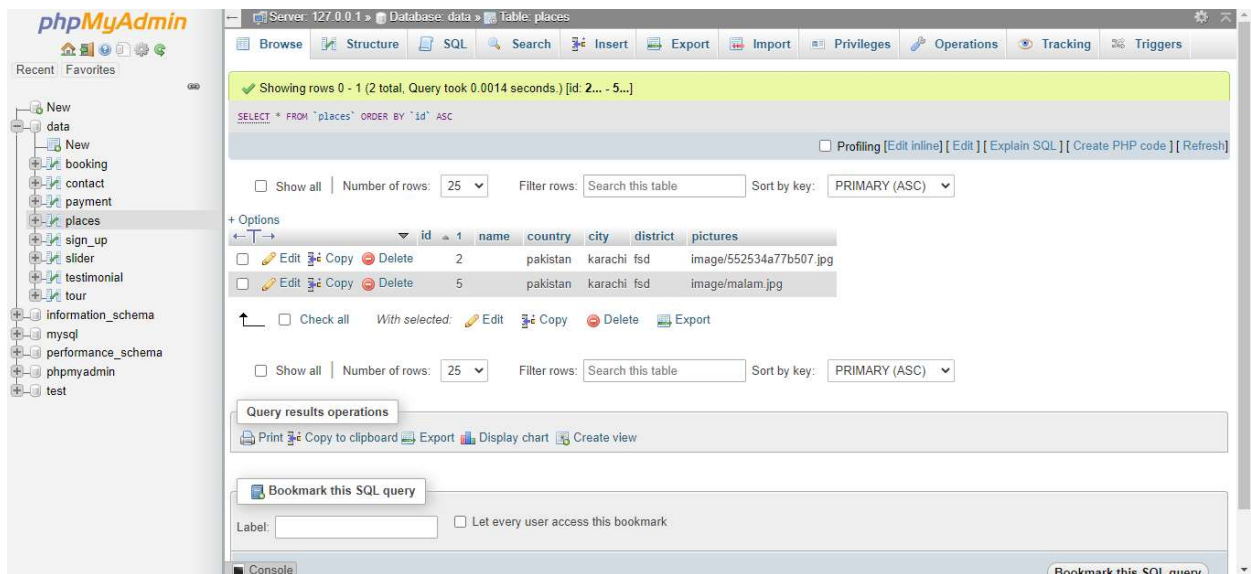 phpMyAdmin
Recent Favorites
New
data
New
booking
contact
payment
places
sign_up
slider
testimonial
tour
information_schema
mysql
performance_schema
phpmyadmin
test
Server: 127.0.0.1 » Database: data » Table: places
Browse Structure SQL Search Insert Export Import Privileges Operations Tracking Triggers
Showing rows 0 - 1 (2 total, Query took 0.0014 seconds.) [id: 2... - 5...]
SELECT * FROM `places` ORDER BY `id` ASC
Profiling [Edit inline] [ Edit ] [ Explain SQL ] [ Create PHP code ] [ Refresh]
Show all Number of rows: 25 Filter rows: Search this table Sort by key: PRIMARY (ASC)
+ Options
←T→ id 1 name country city district pictures
Edit Copy Delete 2 pakistan karachi fsd image/552534a77b507.jpg
Edit Copy Delete 5 pakistan karachi fsd image/malam.jpg
Check all With selected: Edit Copy Delete Export
Show all Number of rows: 25 Filter rows: Search this table Sort by key: PRIMARY (ASC)
Query results operations
Print Copy to clipboard Export Display chart Create view
Bookmark this SQL query
Label: Let every user access this bookmark
Console Bookmark this SQL query